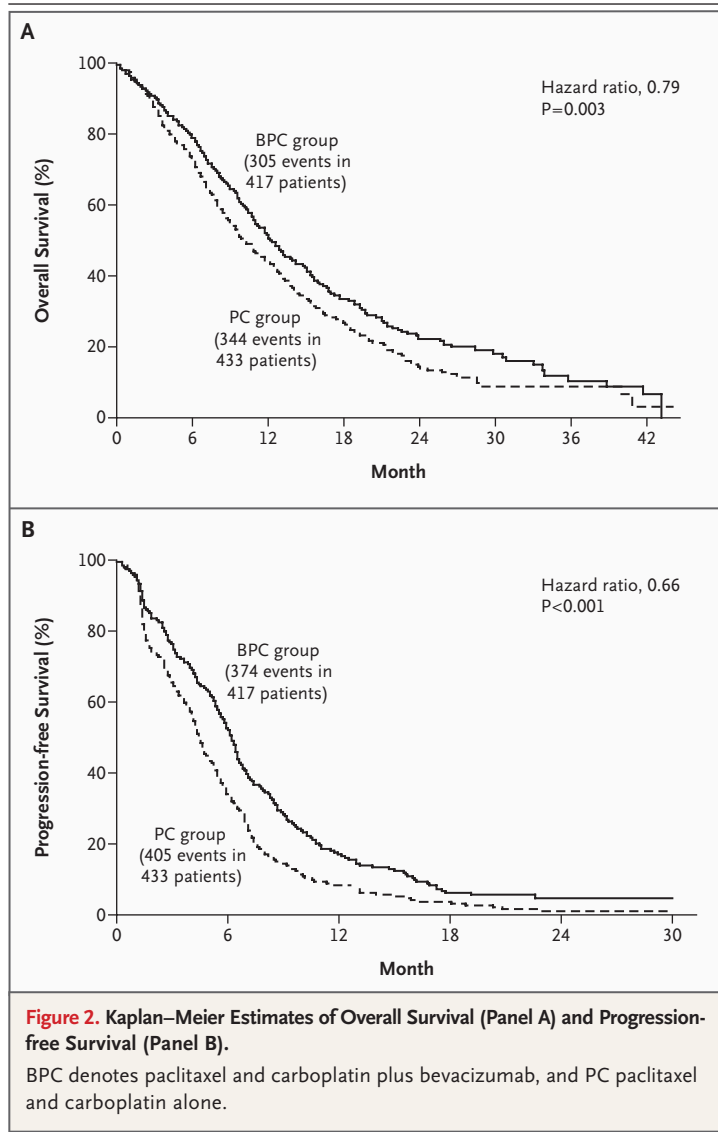 A
100
80
60
40
20
0
Overall Survival (%)
Hazard ratio, 0.79
P=0.003
BPC group
(305 events in
417 patients)
PC group
(344 events in
433 patients)
0 6 12 18 24 30 36 42
Month
B
100
80
60
40
20
0
Progression-free Survival (%)
Hazard ratio, 0.66
P<0.001
BPC group
(374 events in
417 patients)
PC group
(405 events in
433 patients)
0 6 12 18 24 30
Month
Figure 2. Kaplan–Meier Estimates of Overall Survival (Panel A) and Progression-
free Survival (Panel B).
BPC denotes paclitaxel and carboplatin plus bevacizumab, and PC paclitaxel
and carboplatin alone.